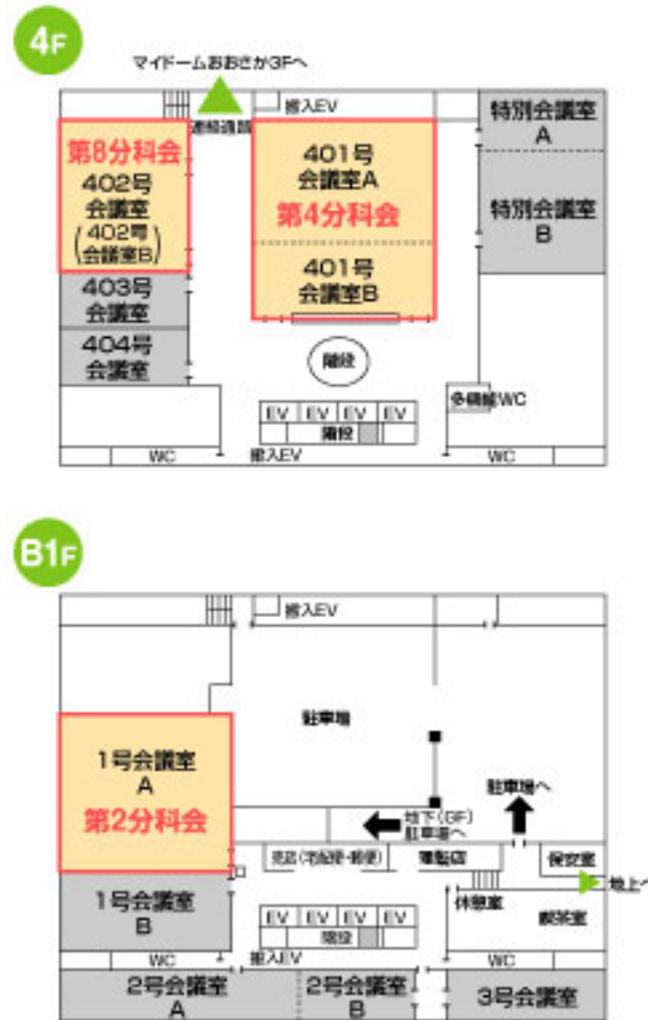 4F
マイドームおおさか3Fへ
搬入EV
連絡通路
第8分科会
402号
会議室
(402号
会議室B)
403号
会議室
404号
会議室
401号
会議室A
第4分科会
401号
会議室B
特別会議室
A
特別会議室
B
階段
多機能WC
EV EV EV EV
階段
WC
搬入EV
WC
B1F
搬入EV
駐車場
1号会議室
A
第2分科会
駐車場へ
地下(GF)
駐車場へ
売店(宅配便・郵便)
理髪店
保安室
地上へ
1号会議室
B
休憩室
喫茶室
EV EV EV EV
階段
WC
搬入EV
WC
2号会議室
A
2号会議室
B
3号会議室